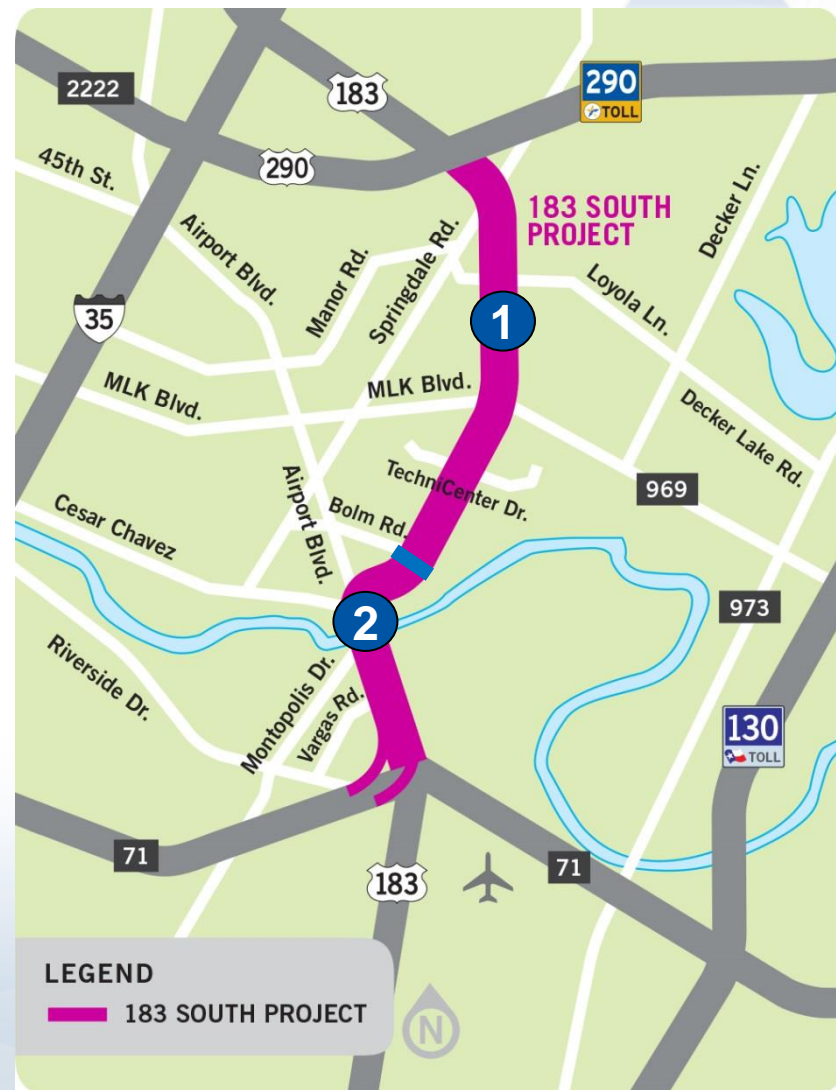 2222
183
290
TOLL
290
45th St.
Airport Blvd.
Manor Rd.
Springdale Rd.
183 SOUTH
PROJECT
Decker Ln.
Loyola Ln.
35
1
MLK Blvd.
MLK Blvd.
Decker Lake Rd.
Airport Blvd.
TechniCenter Dr.
969
Cesar Chavez
Bolm Rd.
973
2
Riverside Dr.
Montopolis Dr.
Vargas Rd.
130
TOLL
71
183
71
LEGEND
183 SOUTH PROJECT
N